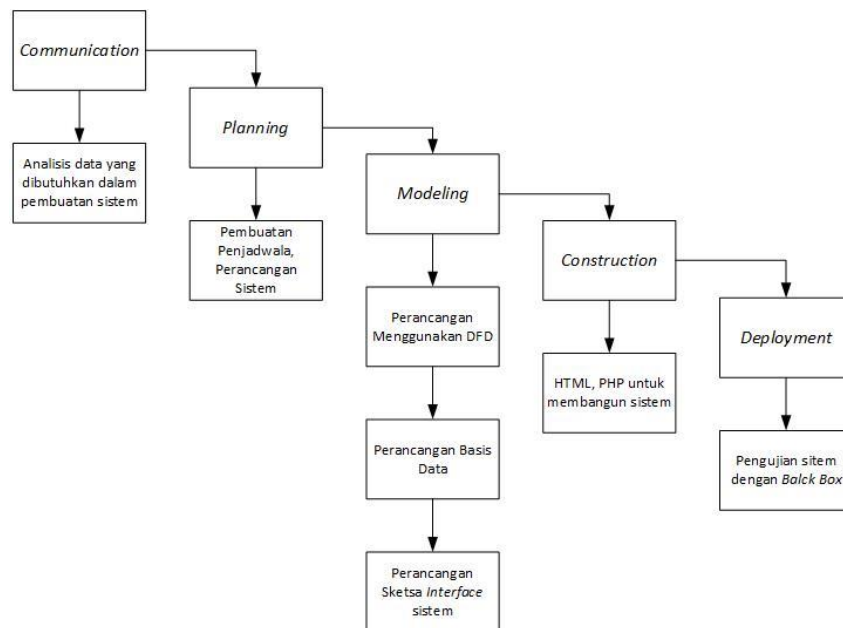 Communication
Analisis data yang
dibutuhkan dalam
pembuatan sistem
Planning
Pembuatan
Penjadwala,
Perancangan
Sistem
Modeling
Perancangan
Menggunakan DFD
Perancangan Basis
Data
Perancangan
Sketsa Interface
sistem
Construction
HTML, PHP untuk
membangun sistem
Deployment
Pengujian sitem
dengan Balck Box